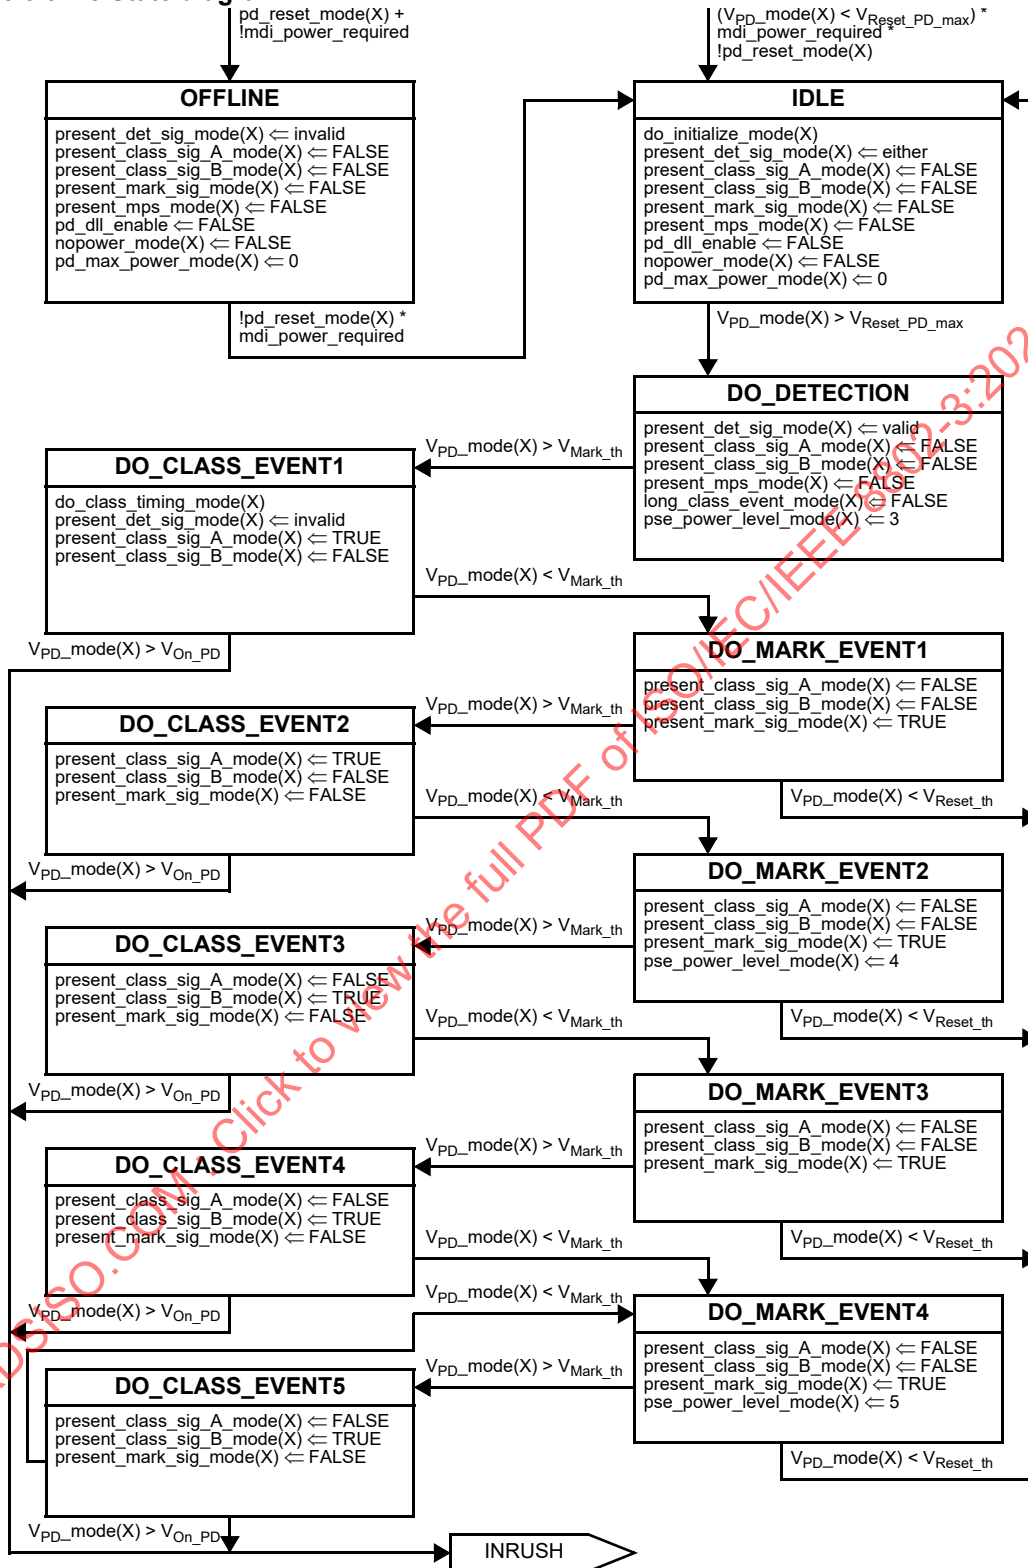 pd_reset_mode(X) +
!mdi_power_required
OFFLINE
present_det_sig_mode(X) ⇐ invalid
present_class_sig_A_mode(X) ⇐ FALSE
present_class_sig_B_mode(X) ⇐ FALSE
present_mark_sig_mode(X) ⇐ FALSE
present_mps_mode(X) ⇐ FALSE
pd_dll_enable ⇐ FALSE
nopower_mode(X) ⇐ FALSE
pd_max_power_mode(X) ⇐ 0
!pd_reset_mode(X) *
mdi_power_required
(VPD_mode(X) < VReset_PD_max) *
mdi_power_required *
!pd_reset_mode(X)
IDLE
do_initialize_mode(X)
present_det_sig_mode(X) ⇐ either
present_class_sig_A_mode(X) ⇐ FALSE
present_class_sig_B_mode(X) ⇐ FALSE
present_mark_sig_mode(X) ⇐ FALSE
present_mps_mode(X) ⇐ FALSE
pd_dll_enable ⇐ FALSE
nopower_mode(X) ⇐ FALSE
pd_max_power_mode(X) ⇐ 0
VPD_mode(X) > VReset_PD_max
DO_DETECTION
present_det_sig_mode(X) ⇐ valid
present_class_sig_A_mode(X) ⇐ FALSE
present_class_sig_B_mode(X) ⇐ FALSE
present_mps_mode(X) ⇐ FALSE
long_class_event_mode(X) ⇐ FALSE
pse_power_level_mode(X) ⇐ 3
VPD_mode(X) > VMark_th
DO_CLASS_EVENT1
do_class_timing_mode(X)
present_det_sig_mode(X) ⇐ invalid
present_class_sig_A_mode(X) ⇐ TRUE
present_class_sig_B_mode(X) ⇐ FALSE
VPD_mode(X) < VMark_th
VPD_mode(X) > VOn_PD
DO_MARK_EVENT1
present_class_sig_A_mode(X) ⇐ FALSE
present_class_sig_B_mode(X) ⇐ FALSE
present_mark_sig_mode(X) ⇐ TRUE
VPD_mode(X) < VReset_th
VPD_mode(X) > VMark_th
DO_CLASS_EVENT2
present_class_sig_A_mode(X) ⇐ TRUE
present_class_sig_B_mode(X) ⇐ FALSE
present_mark_sig_mode(X) ⇐ FALSE
VPD_mode(X) < VMark_th
VPD_mode(X) > VOn_PD
DO_MARK_EVENT2
present_class_sig_A_mode(X) ⇐ FALSE
present_class_sig_B_mode(X) ⇐ FALSE
present_mark_sig_mode(X) ⇐ TRUE
pse_power_level_mode(X) ⇐ 4
VPD_mode(X) < VReset_th
VPD_mode(X) > VMark_th
DO_CLASS_EVENT3
present_class_sig_A_mode(X) ⇐ FALSE
present_class_sig_B_mode(X) ⇐ TRUE
present_mark_sig_mode(X) ⇐ FALSE
VPD_mode(X) < VMark_th
VPD_mode(X) > VOn_PD
DO_MARK_EVENT3
present_class_sig_A_mode(X) ⇐ FALSE
present_class_sig_B_mode(X) ⇐ FALSE
present_mark_sig_mode(X) ⇐ TRUE
VPD_mode(X) < VReset_th
VPD_mode(X) > VMark_th
DO_CLASS_EVENT4
present_class_sig_A_mode(X) ⇐ FALSE
present_class_sig_B_mode(X) ⇐ TRUE
present_mark_sig_mode(X) ⇐ FALSE
VPD_mode(X) < VMark_th
VPD_mode(X) > VOn_PD
VPD_mode(X) < VMark_th
DO_MARK_EVENT4
present_class_sig_A_mode(X) ⇐ FALSE
present_class_sig_B_mode(X) ⇐ FALSE
present_mark_sig_mode(X) ⇐ TRUE
pse_power_level_mode(X) ⇐ 5
VPD_mode(X) < VReset_th
VPD_mode(X) > VMark_th
DO_CLASS_EVENT5
present_class_sig_A_mode(X) ⇐ FALSE
present_class_sig_B_mode(X) ⇐ TRUE
present_mark_sig_mode(X) ⇐ FALSE
VPD_mode(X) > VOn_PD
INRUSH
DSISO.COM : Click to view the full PDF of ISO/IEC/IEEE 8802-3:202